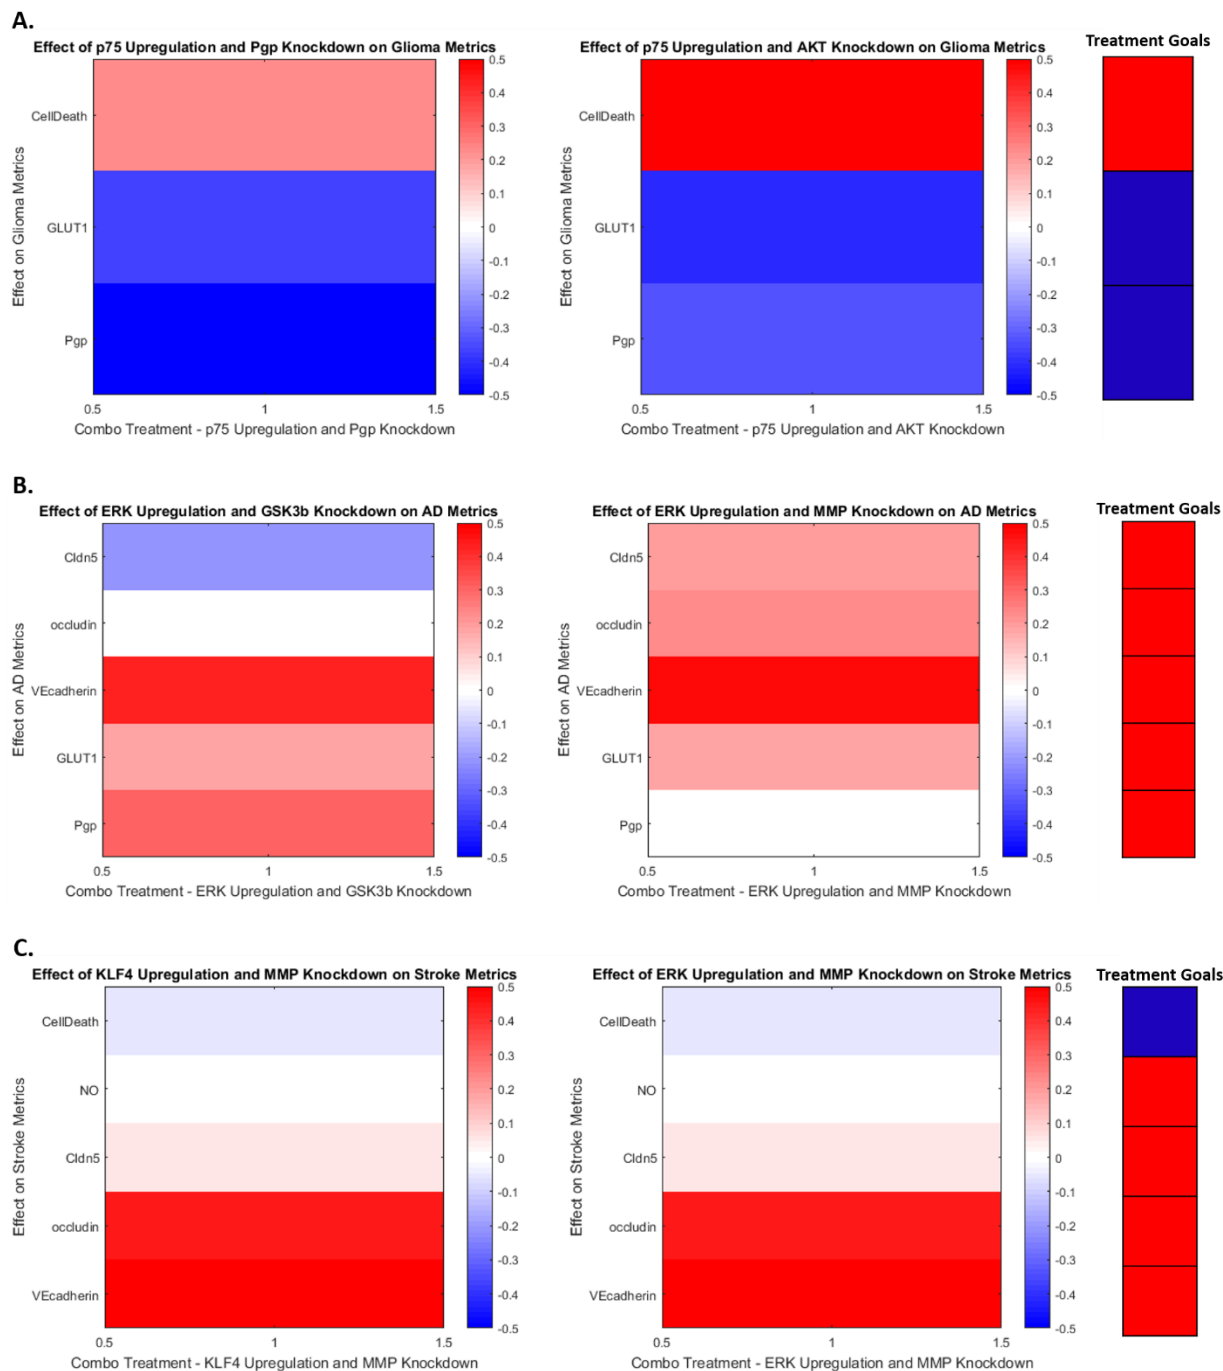 A.
Effect of p75 Upregulation and Pgp Knockdown on Glioma Metrics
Effect on Glioma Metrics
CellDeath
GLUT1
Pgp
0.5
1
1.5
Combo Treatment - p75 Upregulation and Pgp Knockdown
0.5
0.4
0.3
0.2
0.1
0
-0.1
-0.2
-0.3
-0.4
-0.5
Effect of p75 Upregulation and AKT Knockdown on Glioma Metrics
Effect on Glioma Metrics
CellDeath
GLUT1
Pgp
0.5
1
1.5
Combo Treatment - p75 Upregulation and AKT Knockdown
0.5
0.4
0.3
0.2
0.1
0
-0.1
-0.2
-0.3
-0.4
-0.5
Treatment Goals
B.
Effect of ERK Upregulation and GSK3b Knockdown on AD Metrics
Effect on AD Metrics
Cldn5
occludin
VEcadherin
GLUT1
Pgp
0.5
1
1.5
Combo Treatment - ERK Upregulation and GSK3b Knockdown
0.5
0.4
0.3
0.2
0.1
0
-0.1
-0.2
-0.3
-0.4
-0.5
Effect of ERK Upregulation and MMP Knockdown on AD Metrics
Effect on AD Metrics
Cldn5
occludin
VEcadherin
GLUT1
Pgp
0.5
1
1.5
Combo Treatment - ERK Upregulation and MMP Knockdown
0.5
0.4
0.3
0.2
0.1
0
-0.1
-0.2
-0.3
-0.4
-0.5
Treatment Goals
C.
Effect of KLF4 Upregulation and MMP Knockdown on Stroke Metrics
Effect on Stroke Metrics
CellDeath
NO
Cldn5
occludin
VEcadherin
0.5
1
1.5
Combo Treatment - KLF4 Upregulation and MMP Knockdown
0.5
0.4
0.3
0.2
0.1
0
-0.1
-0.2
-0.3
-0.4
-0.5
Effect of ERK Upregulation and MMP Knockdown on Stroke Metrics
Effect on Stroke Metrics
CellDeath
NO
Cldn5
occludin
VEcadherin
0.5
1
1.5
Combo Treatment - ERK Upregulation and MMP Knockdown
0.5
0.4
0.3
0.2
0.1
0
-0.1
-0.2
-0.3
-0.4
-0.5
Treatment Goals